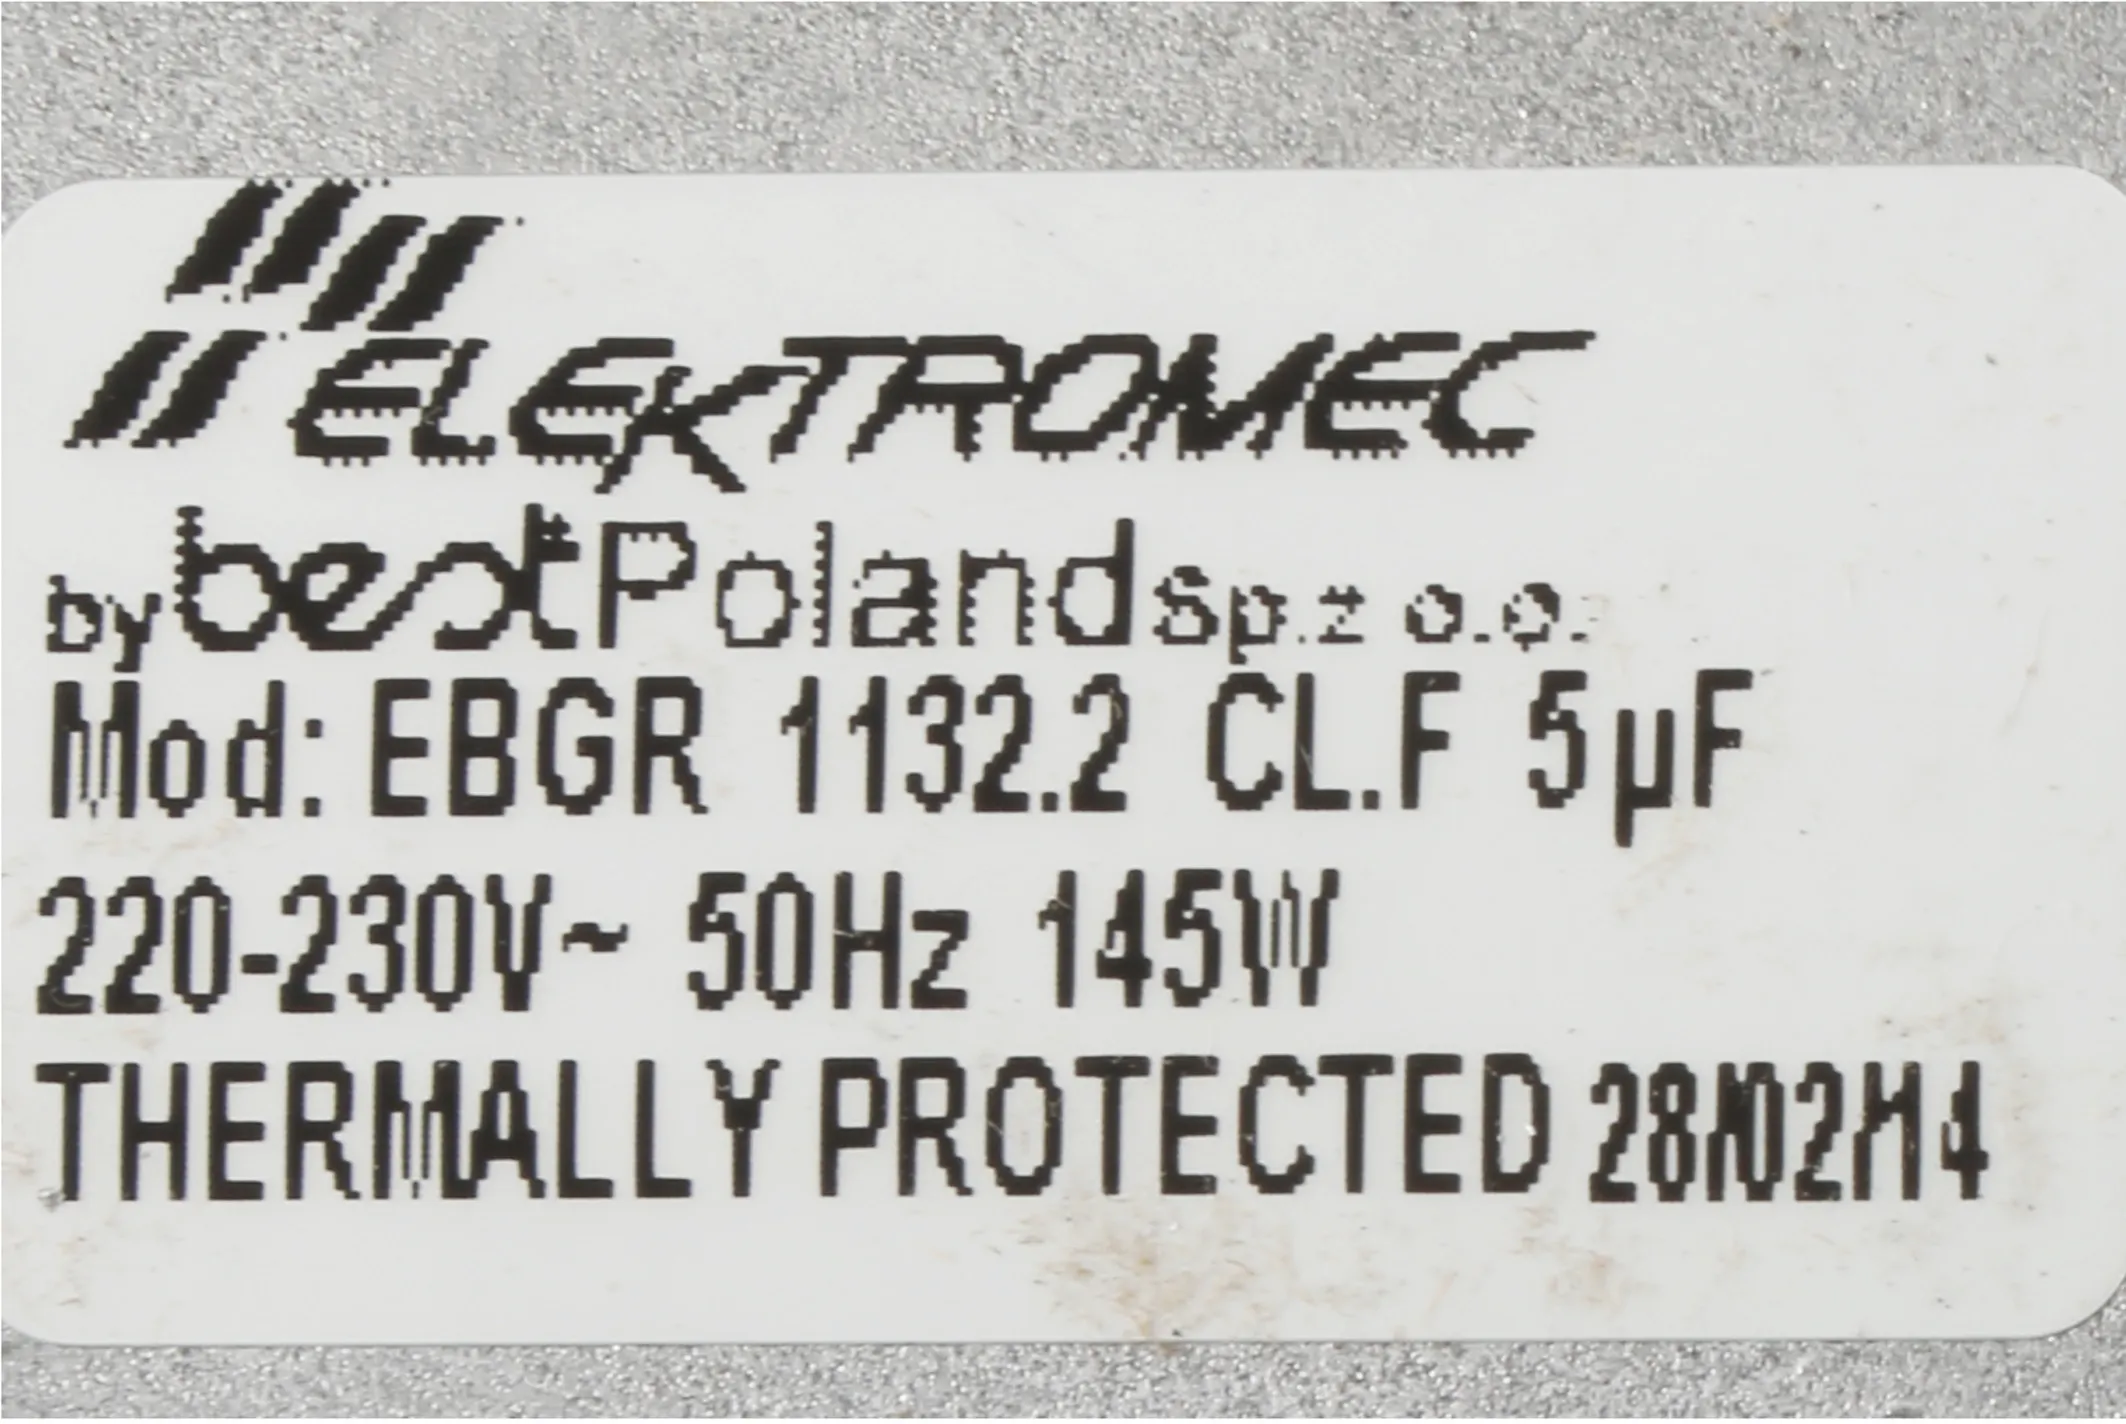 ELEKTROMEC
by best Poland sp.z o.o.
Mod: EBGR 1132.2 CL.F 5µF
220-230V~ 50Hz 145W
THERMALLY PROTECTED 28/02/14